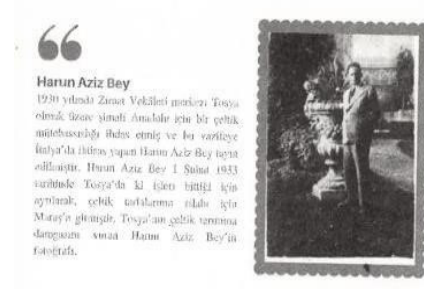 Harun Aziz Bey
1930 yılında Ziraat Vekâleti merkezi Tosya
olmak üzere şimali Anadolu için bir çeltik
mütehassıslığı ihdas etmiş ve bu vazifeye
İtalya'da ihtisas yapan Harun Aziz Bey tayin
edilmiştir. Harun Aziz Bey 1 Şubat 1933
tarihinde Tosya'da ki işleri bittiği için
ayrılarak, çeltik tarlalarının ıslahı için
Maraş'a gitmiştir. Tosya'nın çeltik tarımına
damgasını vuran Harun Aziz Bey'in
fotoğrafı.